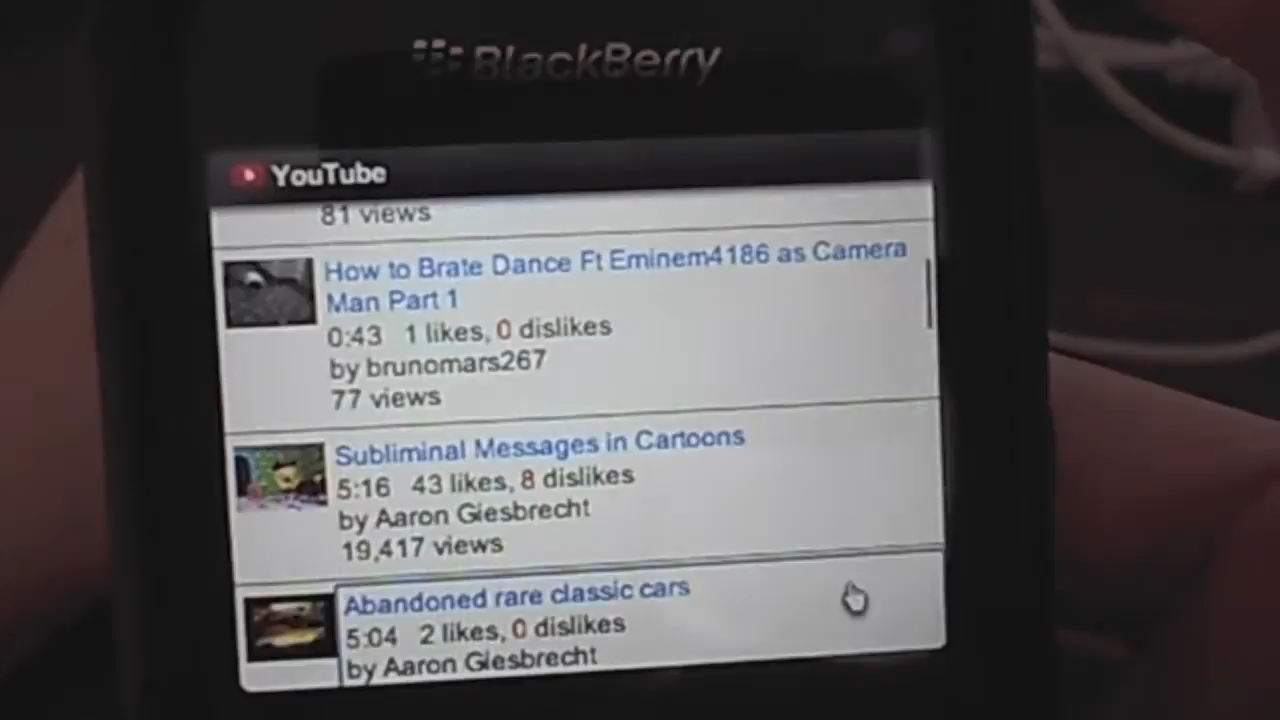 BlackBerry
YouTube
81 views
How to Brate Dance Ft Eminem4186 as Camera
Man Part 1
0:43 1 likes, 0 dislikes
by brunomars267
77 views
Subliminal Messages in Cartoons
5:16 43 likes, 8 dislikes
by Aaron Giesbrecht
19,417 views
Abandoned rare classic cars
5:04 2 likes, 0 dislikes
by Aaron Giesbrecht